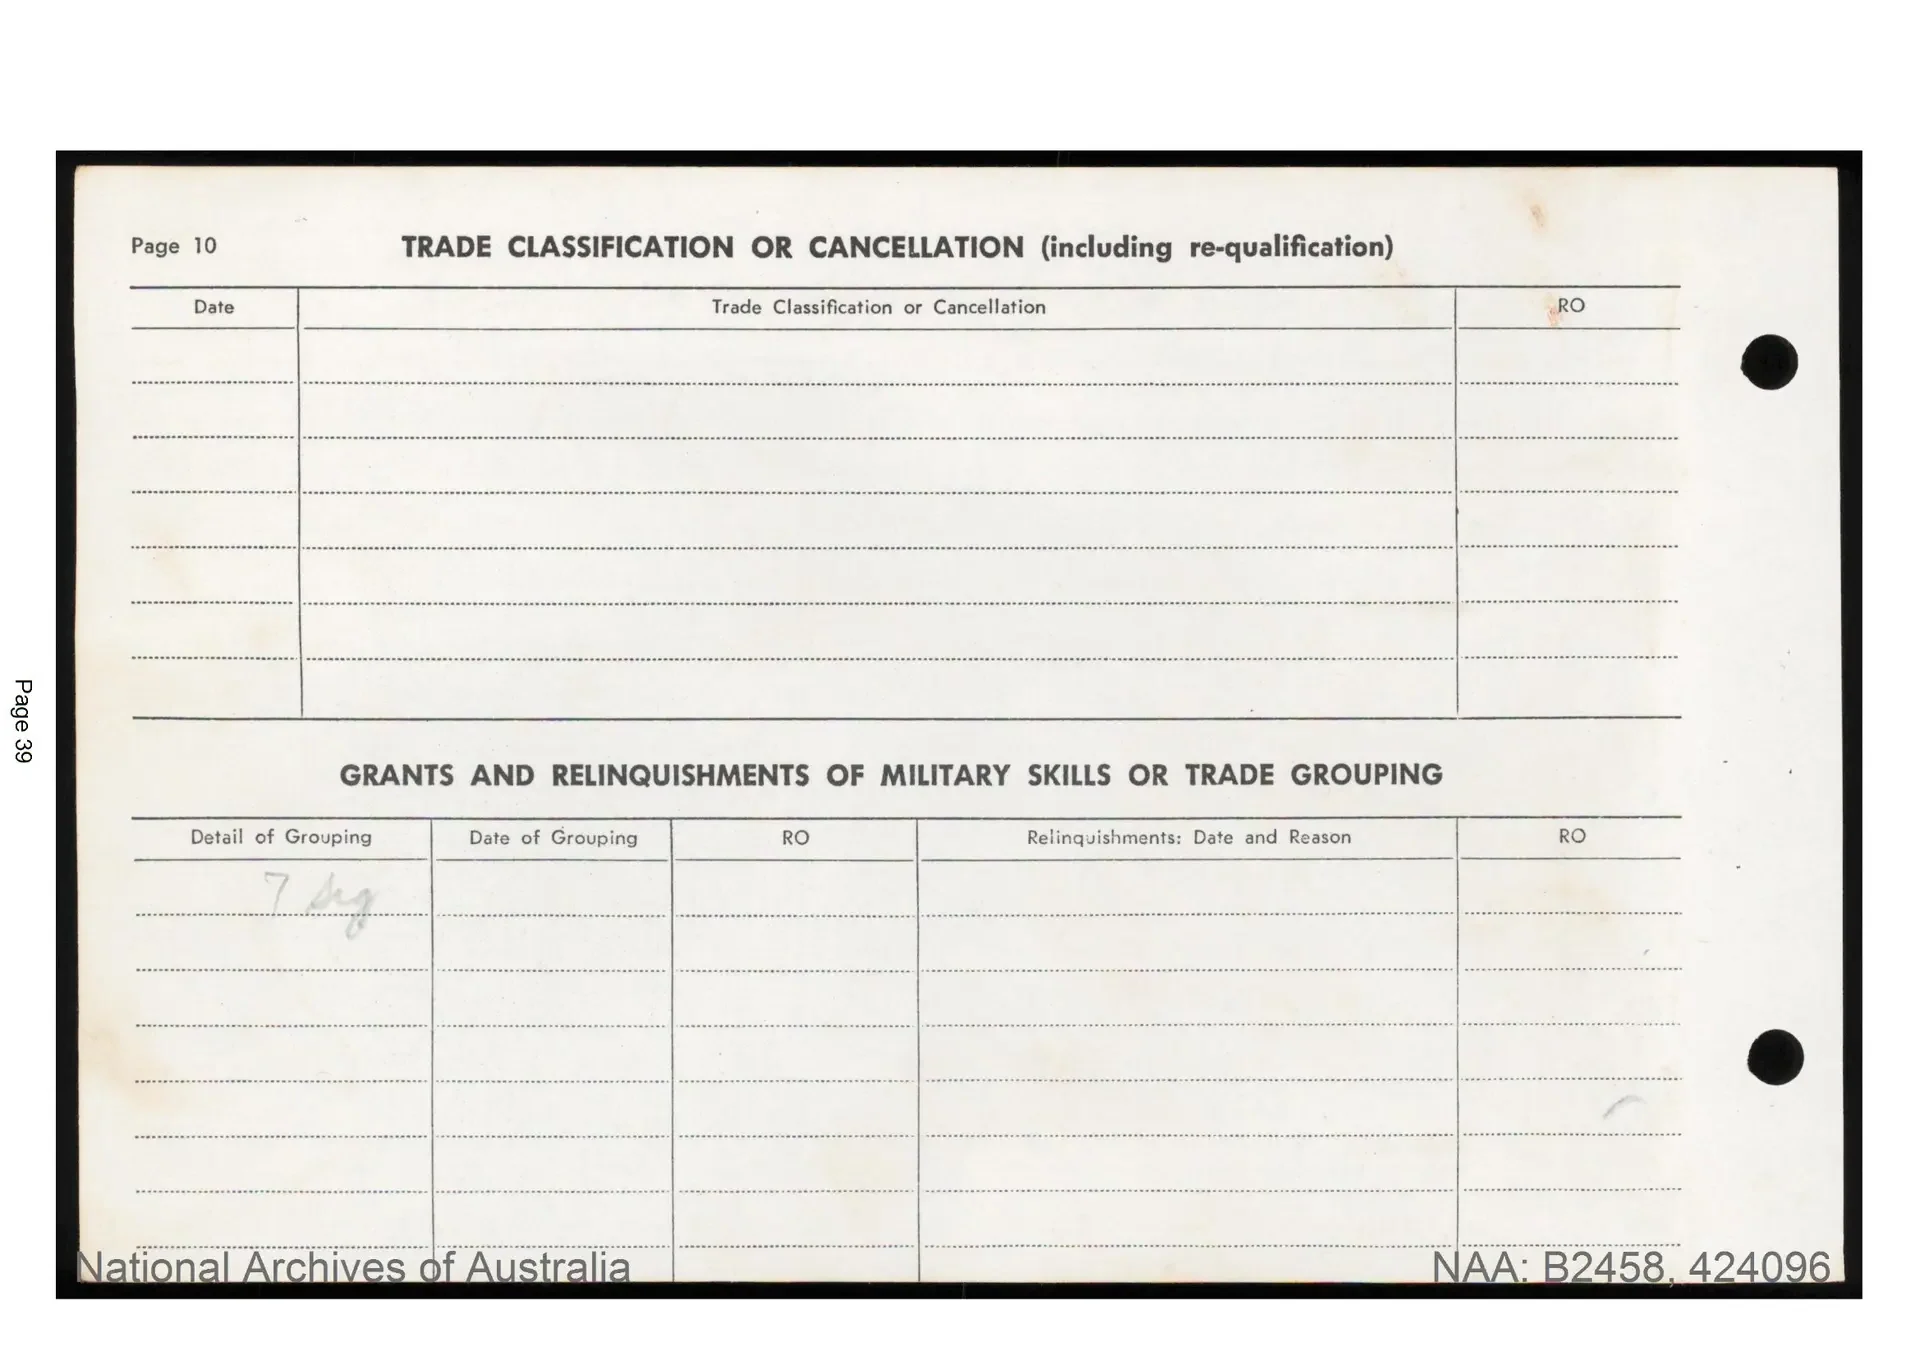 Page 10
TRADE CLASSIFICATION OR CANCELLATION (including re-qualification)
Date Trade Classification or Cancellation RO
GRANTS AND RELINQUISHMENTS OF MILITARY SKILLS OR TRADE GROUPING
Detail of Grouping Date of Grouping RO Relinquishments: Date and Reason RO
7
National Archives of Australia NAA: B2458, 424096
Page 39